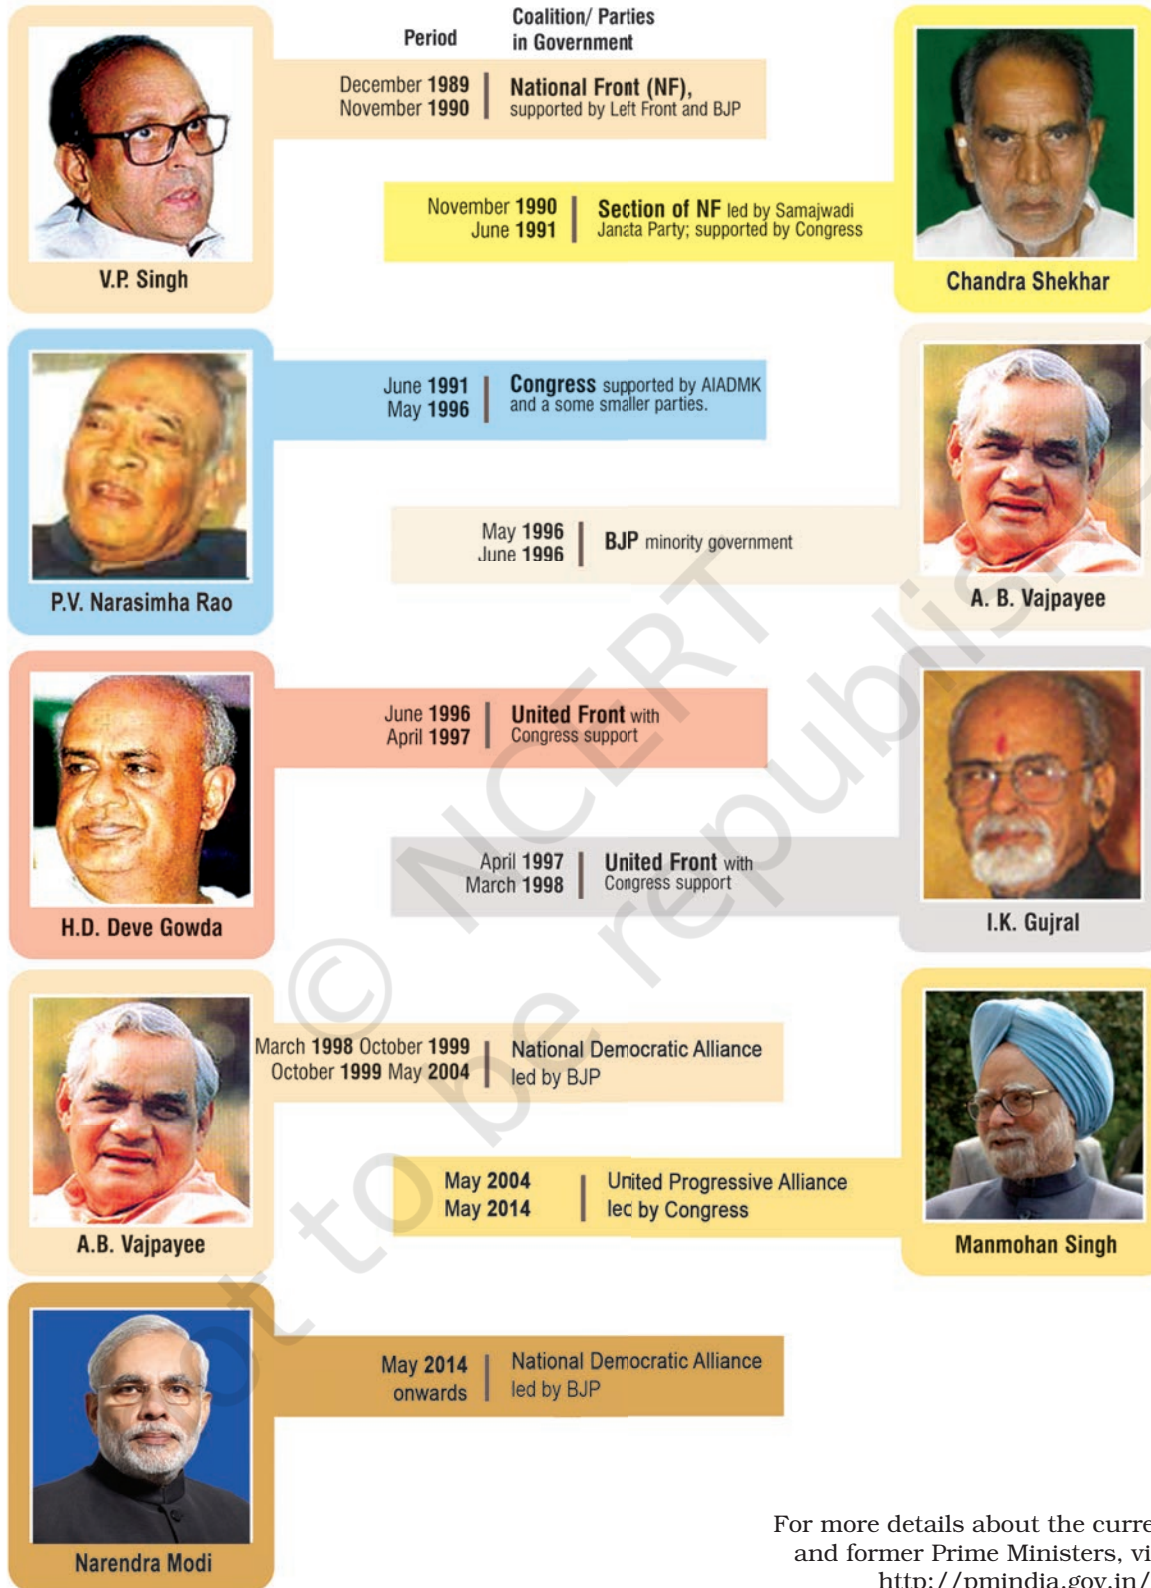 Period
Coalition/ Parties
in Government
December 1989
November 1990
National Front (NF),
supported by Left Front and BJP
V.P. Singh
November 1990
June 1991
Section of NF led by Samajwadi
Janata Party; supported by Congress
Chandra Shekhar
June 1991
May 1996
Congress supported by AIADMK
and a some smaller parties.
P.V. Narasimha Rao
May 1996
June 1996
BJP minority government
A. B. Vajpayee
June 1996
April 1997
United Front with
Congress support
H.D. Deve Gowda
April 1997
March 1998
United Front with
Congress support
I.K. Gujral
March 1998 October 1999
October 1999 May 2004
National Democratic Alliance
led by BJP
A.B. Vajpayee
May 2004
May 2014
United Progressive Alliance
led by Congress
Manmohan Singh
May 2014
onwards
National Democratic Alliance
led by BJP
Narendra Modi
For more details about the
and former Prime Ministers,
http://pmindia.gov.in/
© NCERT
not to be